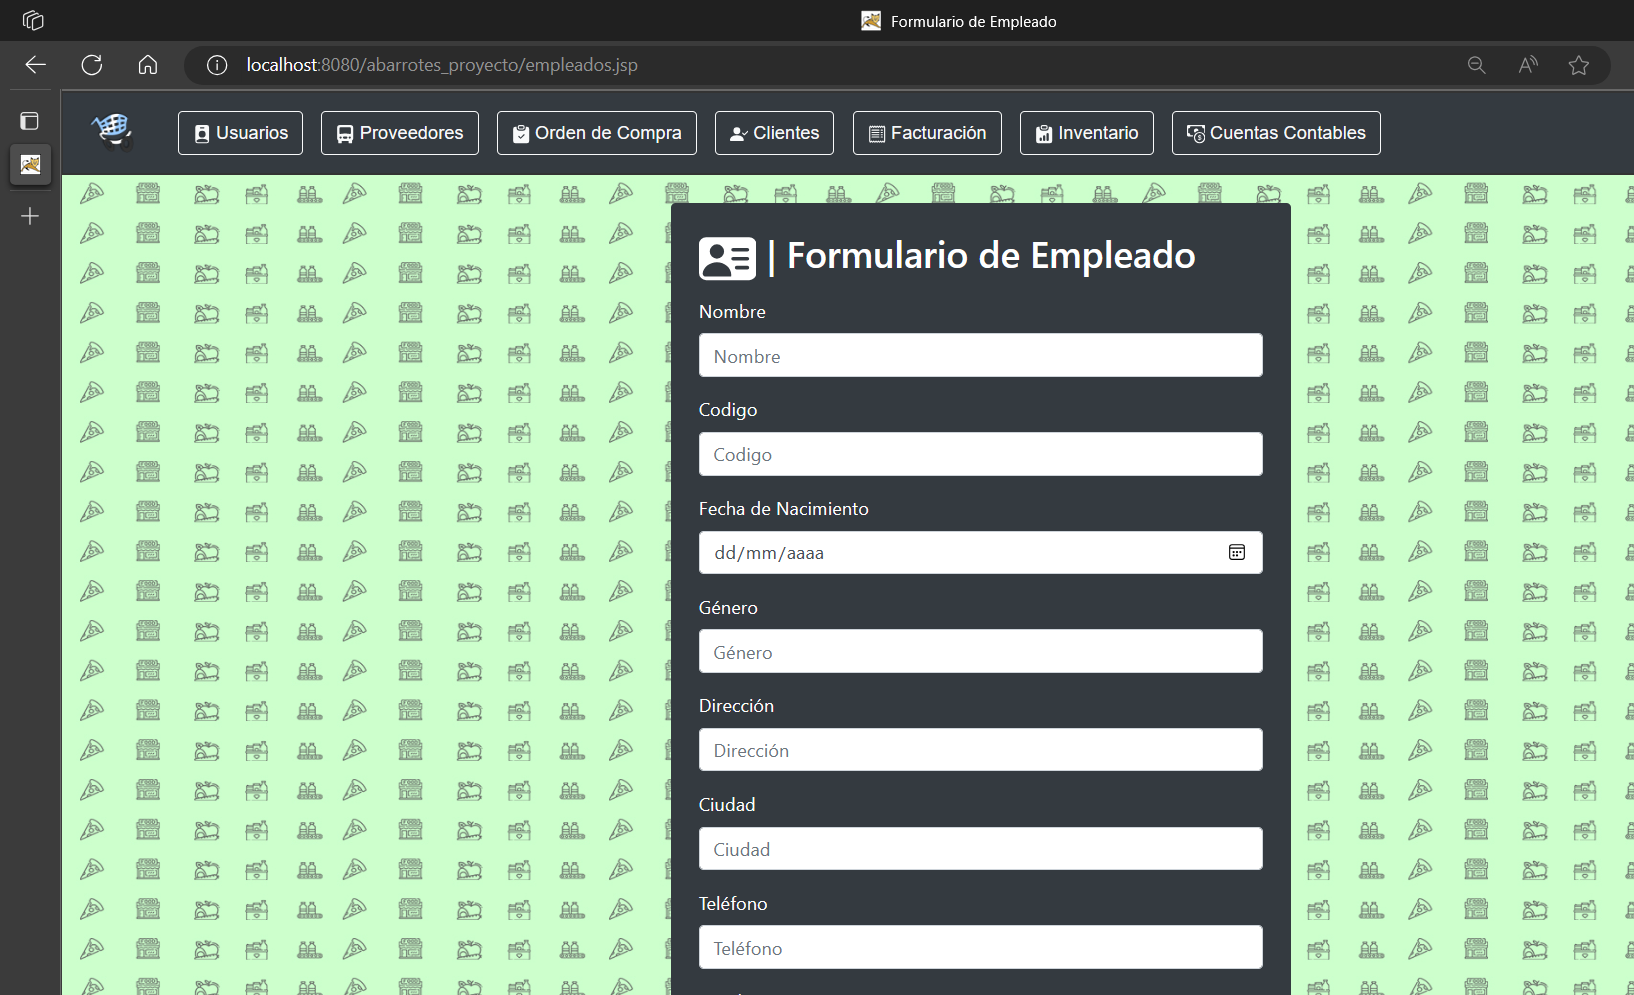 Formulario de Empleado
localhost:8080/abarrotes_proyecto/empleados.jsp
Usuarios
Proveedores
Orden de Compra
Clientes
Facturación
Inventario
Cuentas Contables
| Formulario de Empleado
Nombre
Nombre
Codigo
Codigo
Fecha de Nacimiento
dd/mm/aaaa
Género
Género
Dirección
Dirección
Ciudad
Ciudad
Teléfono
Teléfono